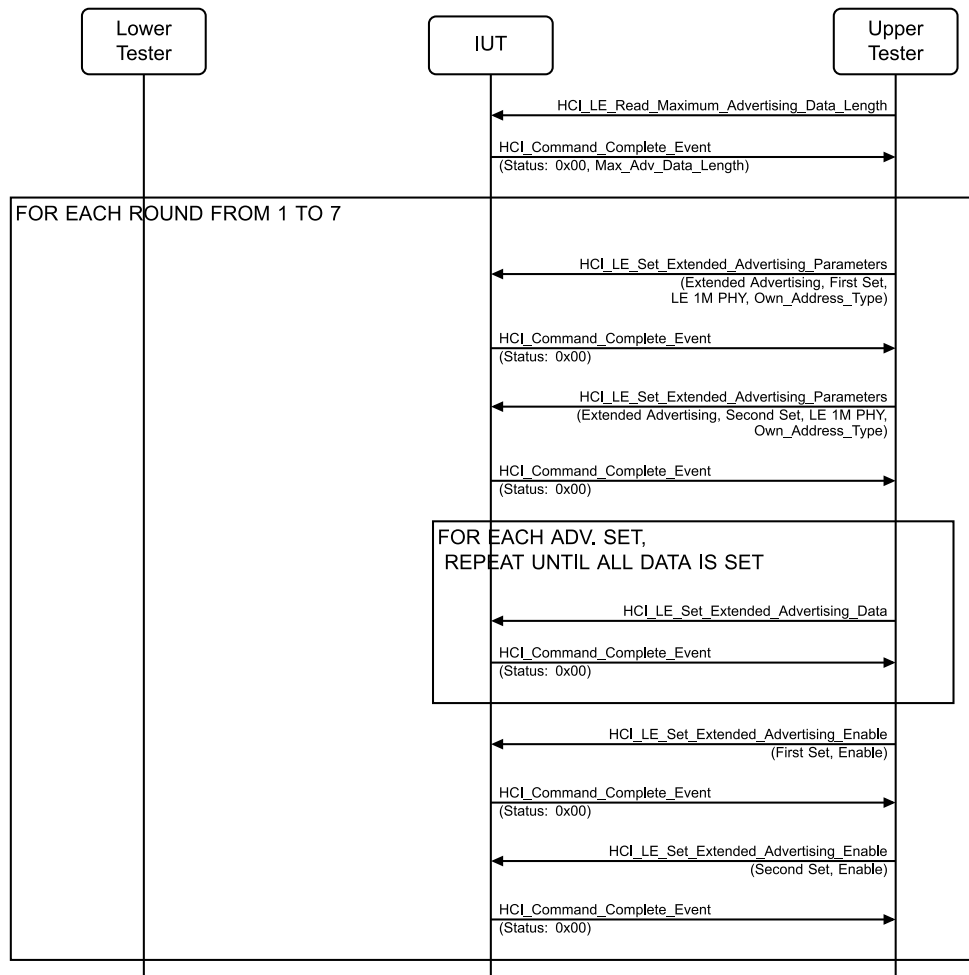 Lower
Tester
IUT
Upper
Tester
HCI_LE_Read_Maximum_Advertising_Data_Length
HCI_Command_Complete_Event
(Status: 0x00, Max_Adv_Data_Length)
FOR EACH ROUND FROM 1 TO 7
HCI_LE_Set_Extended_Advertising_Parameters
(Extended Advertising, First Set,
LE 1M PHY, Own_Address_Type)
HCI_Command_Complete_Event
(Status: 0x00)
HCI_LE_Set_Extended_Advertising_Parameters
(Extended Advertising, Second Set, LE 1M PHY,
Own_Address_Type)
HCI_Command_Complete_Event
(Status: 0x00)
FOR EACH ADV. SET,
REPEAT UNTIL ALL DATA IS SET
HCI_LE_Set_Extended_Advertising_Data
HCI_Command_Complete_Event
(Status: 0x00)
HCI_LE_Set_Extended_Advertising_Enable
(First Set, Enable)
HCI_Command_Complete_Event
(Status: 0x00)
HCI_LE_Set_Extended_Advertising_Enable
(Second Set, Enable)
HCI_Command_Complete_Event
(Status: 0x00)